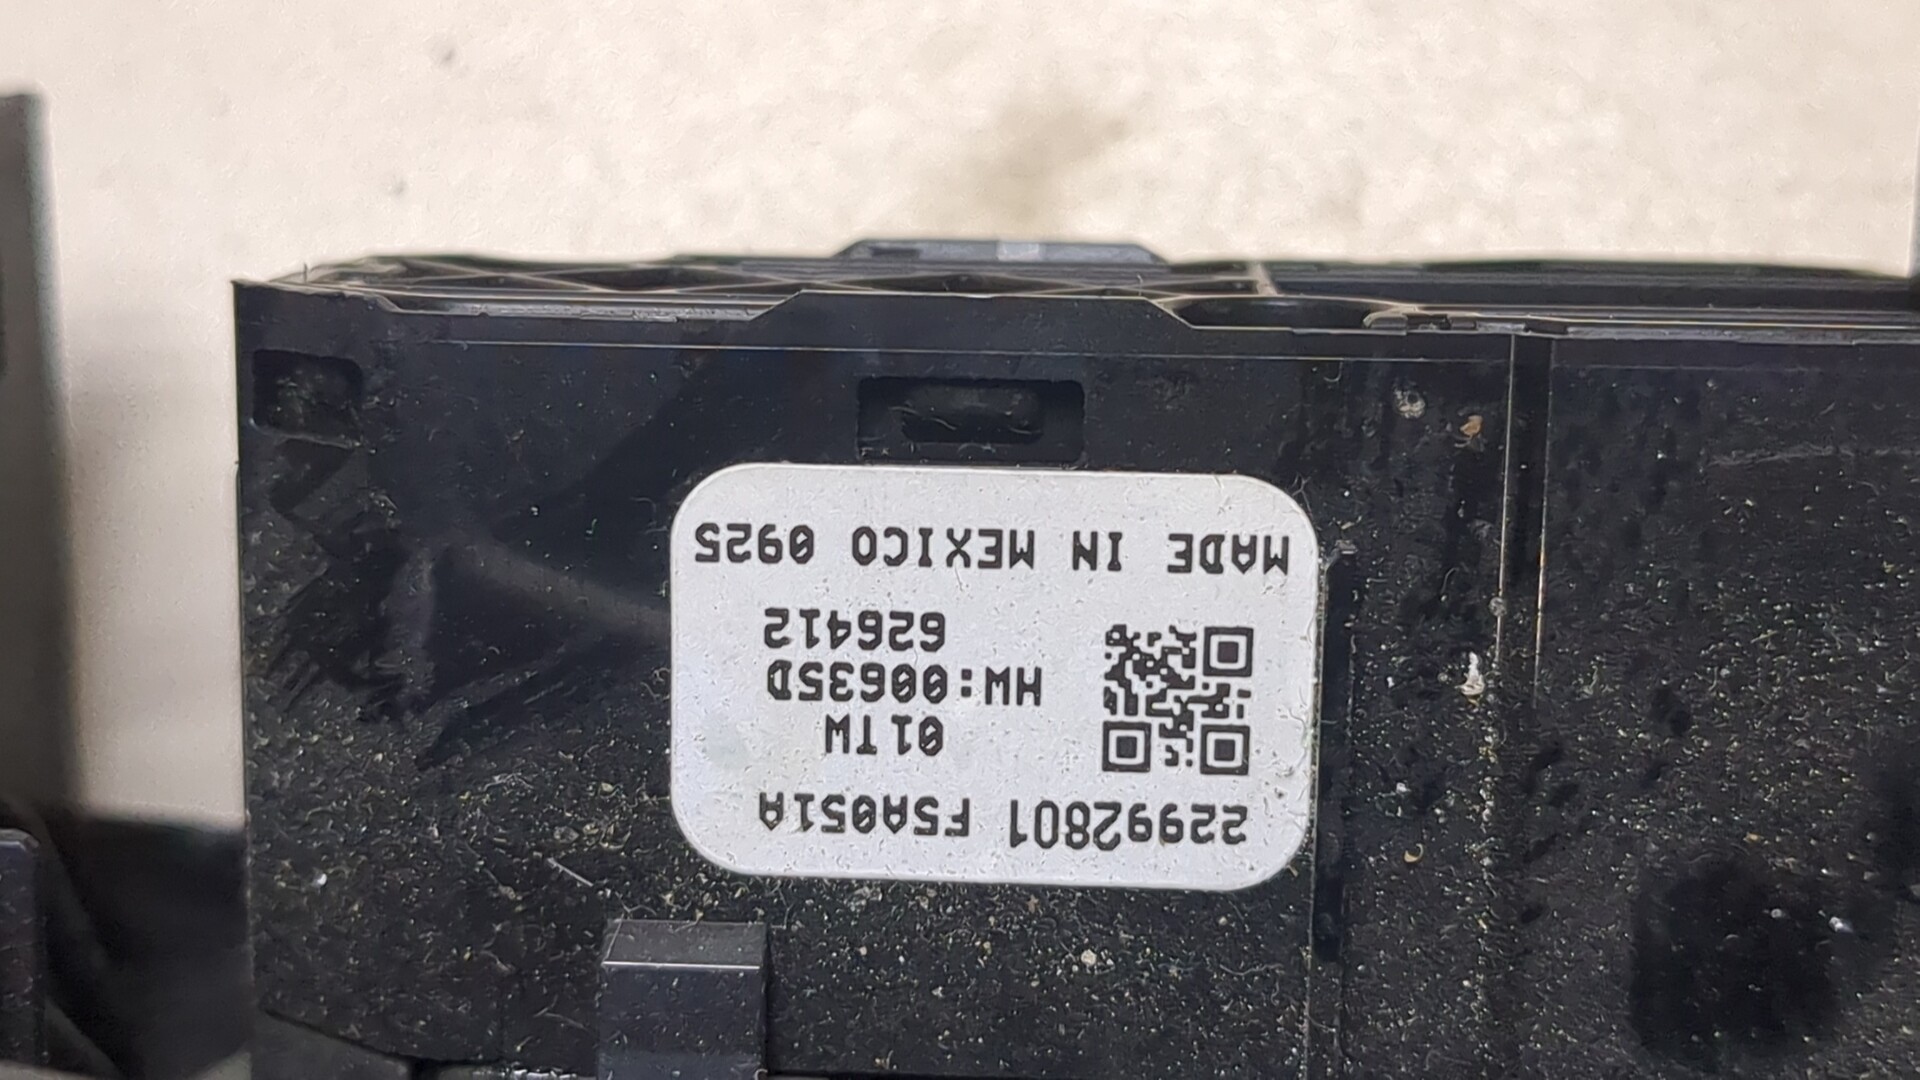 22992801 F5A051A
01TW
HW:00635D
626412
MADE IN MEXICO 0925